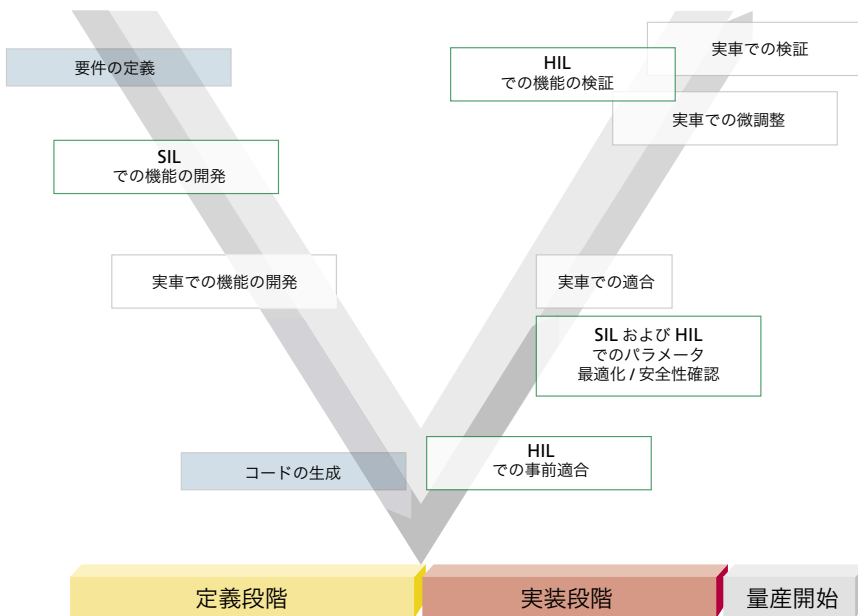 要件の定義
SIL
での機能の開発
実車での機能の開発
コードの生成
HIL
での事前適合
SIL および HIL
でのパラメータ
最適化 / 安全性確認
実車での適合
実車での微調整
HIL
での機能の検証
実車での検証
定義段階
実装段階
量産開始